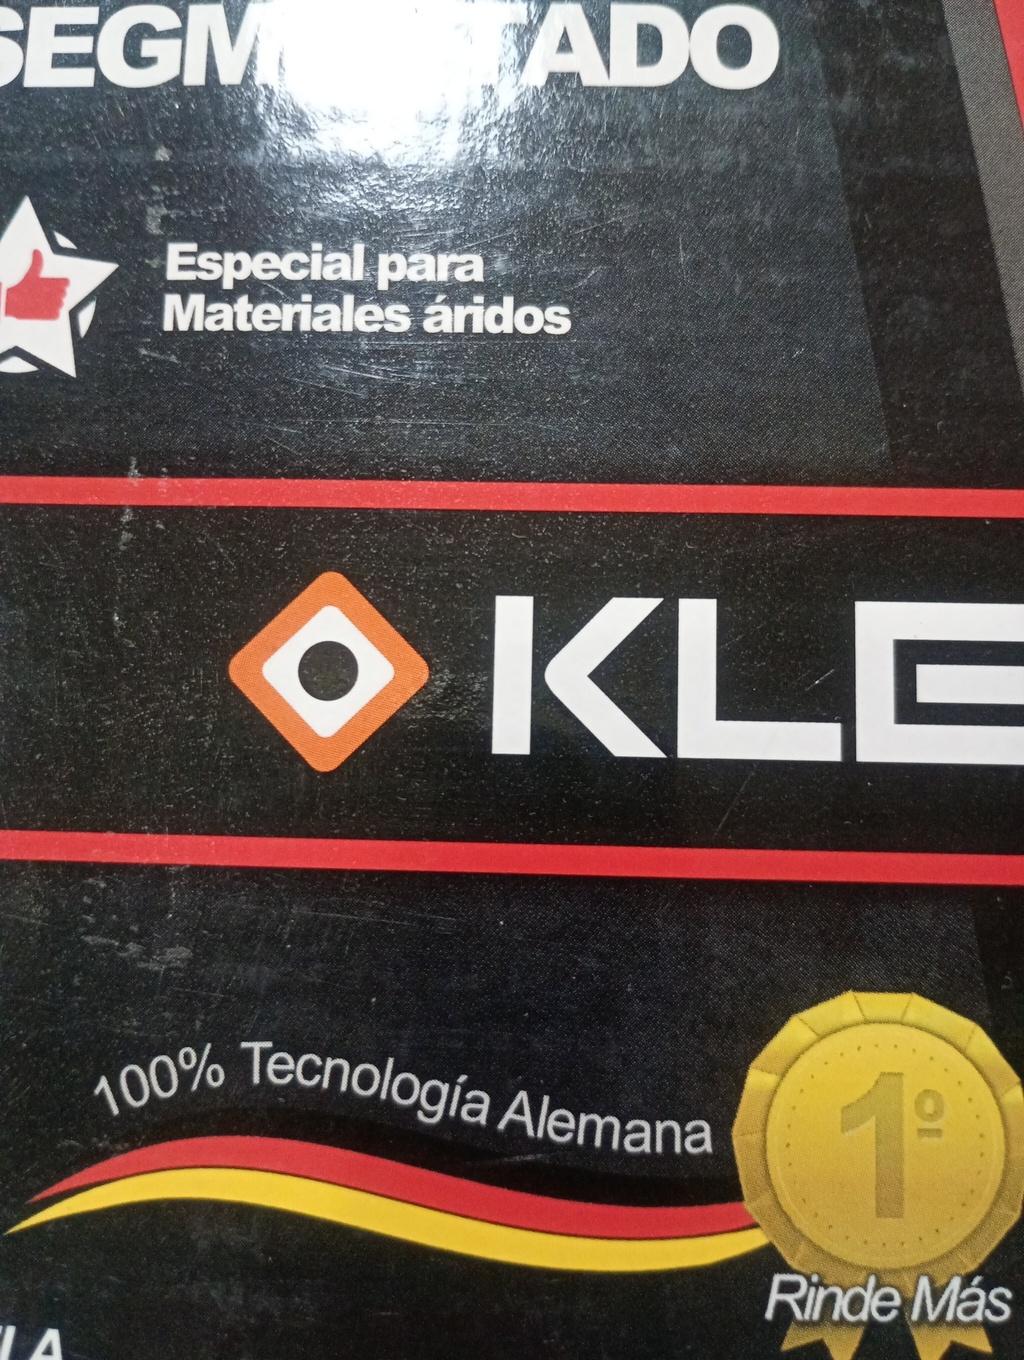 Especial para
Materiales áridos
KLE
100% Tecnología Alemana
1º
Rinde Más